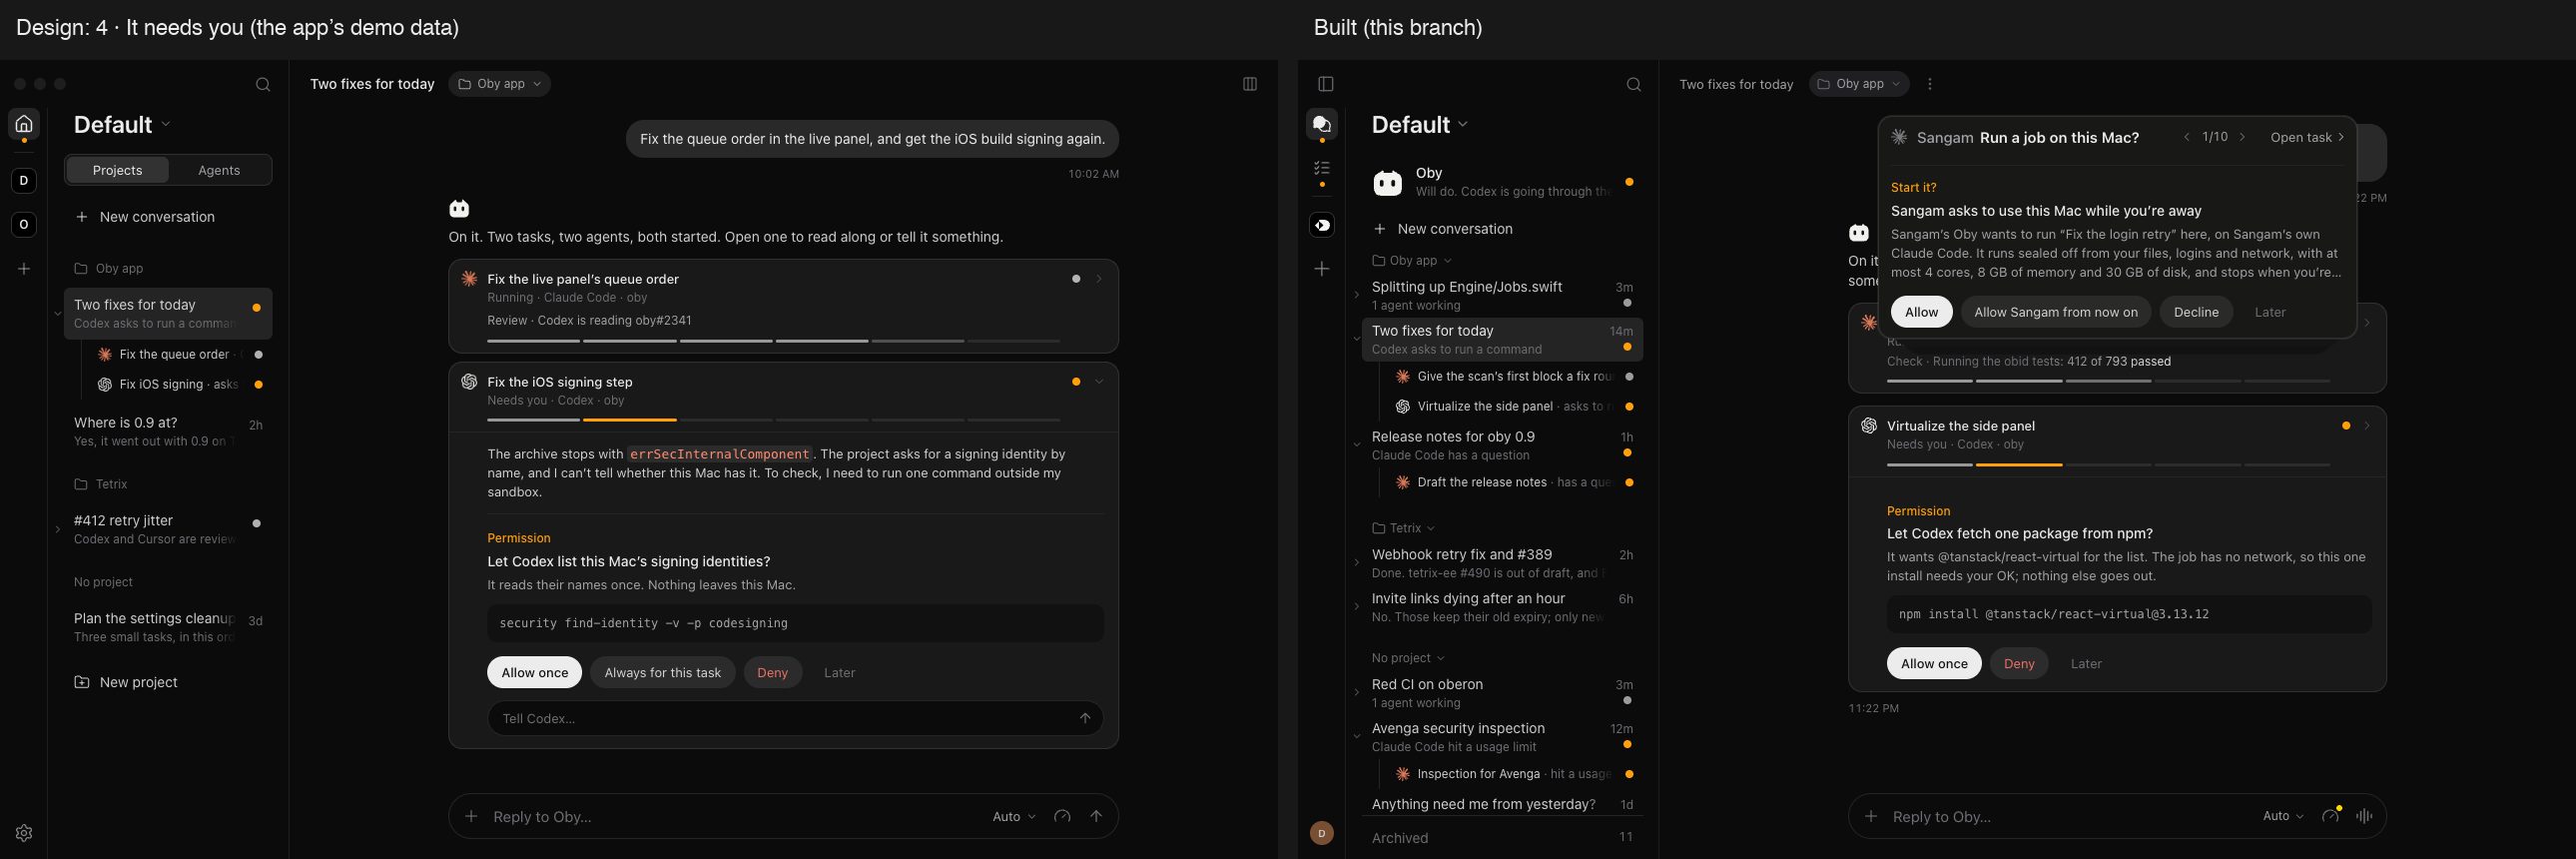 Design: 4 · It needs you (the app’s demo data)
Two fixes for today
Oby app
Default
Projects
Agents
D
O
New conversation
Oby app
Two fixes for today
Codex asks to run a comman
Fix the queue order ·
Fix iOS signing · asks
Where is 0.9 at?
2h
Yes, it went out with 0.9 on
Tetrix
#412 retry jitter
Codex and Cursor are review
No project
Plan the settings cleanup
3d
Three small tasks, in this ord
New project
Fix the queue order in the live panel, and get the iOS build signing again.
10:02 AM
On it. Two tasks, two agents, both started. Open one to read along or tell it something.
Fix the live panel’s queue order
Running · Claude Code · oby
Review · Codex is reading oby#2341
Fix the iOS signing step
Needs you · Codex · oby
The archive stops with errSecInternalComponent. The project asks for a signing identity by
name, and I can’t tell whether this Mac has it. To check, I need to run one command outside my
sandbox.
Permission
Let Codex list this Mac’s signing identities?
It reads their names once. Nothing leaves this Mac.
security find-identity -v -p codesigning
Allow once
Always for this task
Deny
Later
Tell Codex...
Reply to Oby...
Auto
Built (this branch)
Two fixes for today
Oby app
Default
Oby
Will do. Codex is going through the
New conversation
Oby app
Splitting up Engine/Jobs.swift
3m
1 agent working
Two fixes for today
14m
Codex asks to run a command
Give the scan’s first block a fix rou
Virtualize the side panel · asks to r
Release notes for oby 0.9
1h
Claude Code has a question
Draft the release notes · has a que
Tetrix
Webhook retry fix and #389
2h
Done. tetrix-ee #490 is out of draft, and
Invite links dying after an hour
6h
No. Those keep their old expiry; only new
No project
Red CI on oberon
3m
1 agent working
Avenga security inspection
12m
Claude Code hit a usage limit
Inspection for Avenga · hit a usage
Anything need me from yesterday?
1d
Archived
11
D
Sangam Run a job on this Mac?
1/10
Open task
Start it?
Sangam asks to use this Mac while you’re away
Sangam’s Oby wants to run “Fix the login retry” here, on Sangam’s own
Claude Code. It runs sealed off from your files, logins and network, with at
most 4 cores, 8 GB of memory and 30 GB of disk, and stops when you’re...
Allow
Allow Sangam from now on
Decline
Later
22 PM
On it
some
Ru
Check · Running the obid tests: 412 of 793 passed
Virtualize the side panel
Needs you · Codex · oby
Permission
Let Codex fetch one package from npm?
It wants @tanstack/react-virtual for the list. The job has no network, so this one
install needs your OK; nothing else goes out.
npm install @tanstack/react-virtual@3.13.12
Allow once
Deny
Later
11:22 PM
Reply to Oby...
Auto